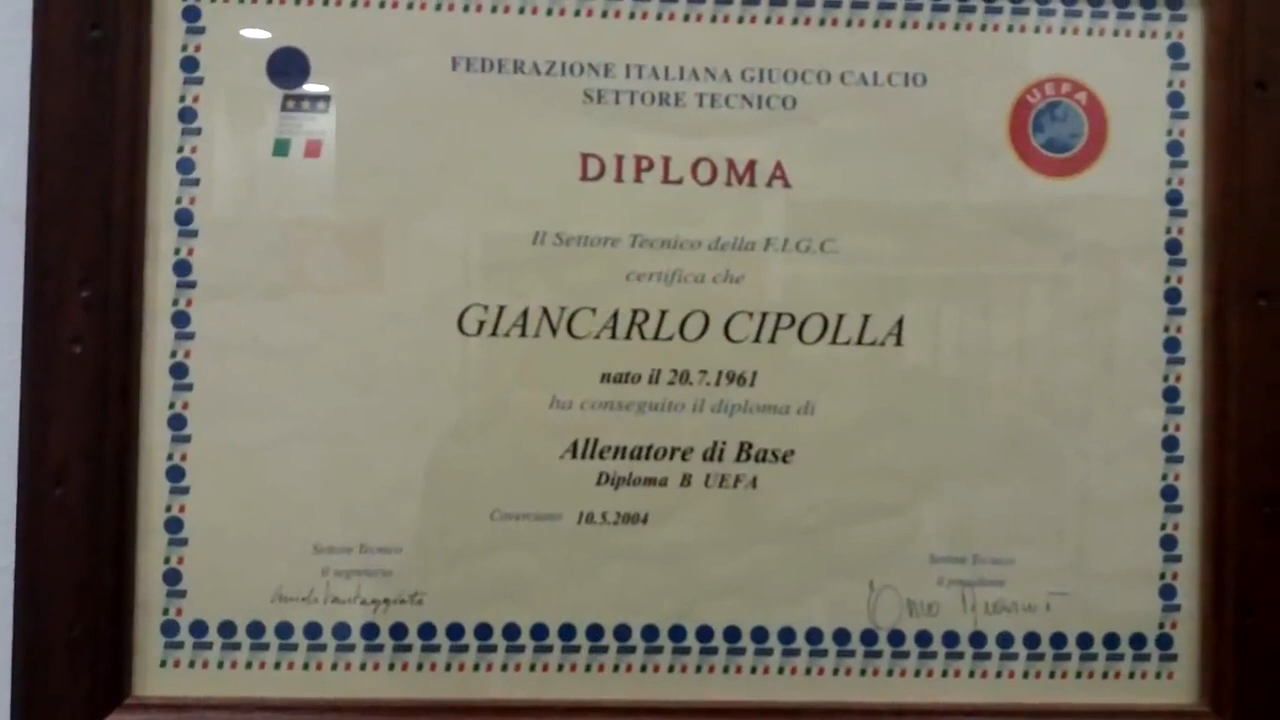 FEDERAZIONE ITALIANA GIUOCO CALCIO
SETTORE TECNICO
UEFA
DIPLOMA
Il Settore Tecnico della F.I.G.C.
certifica che
GIANCARLO CIPOLLA
nato il 20.7.1961
ha conseguito il diploma di
Allenatore di Base
Diploma B UEFA
Coverciano 10.5.2004
Settore Tecnico
il segretario
Settore Tecnico
il presidente